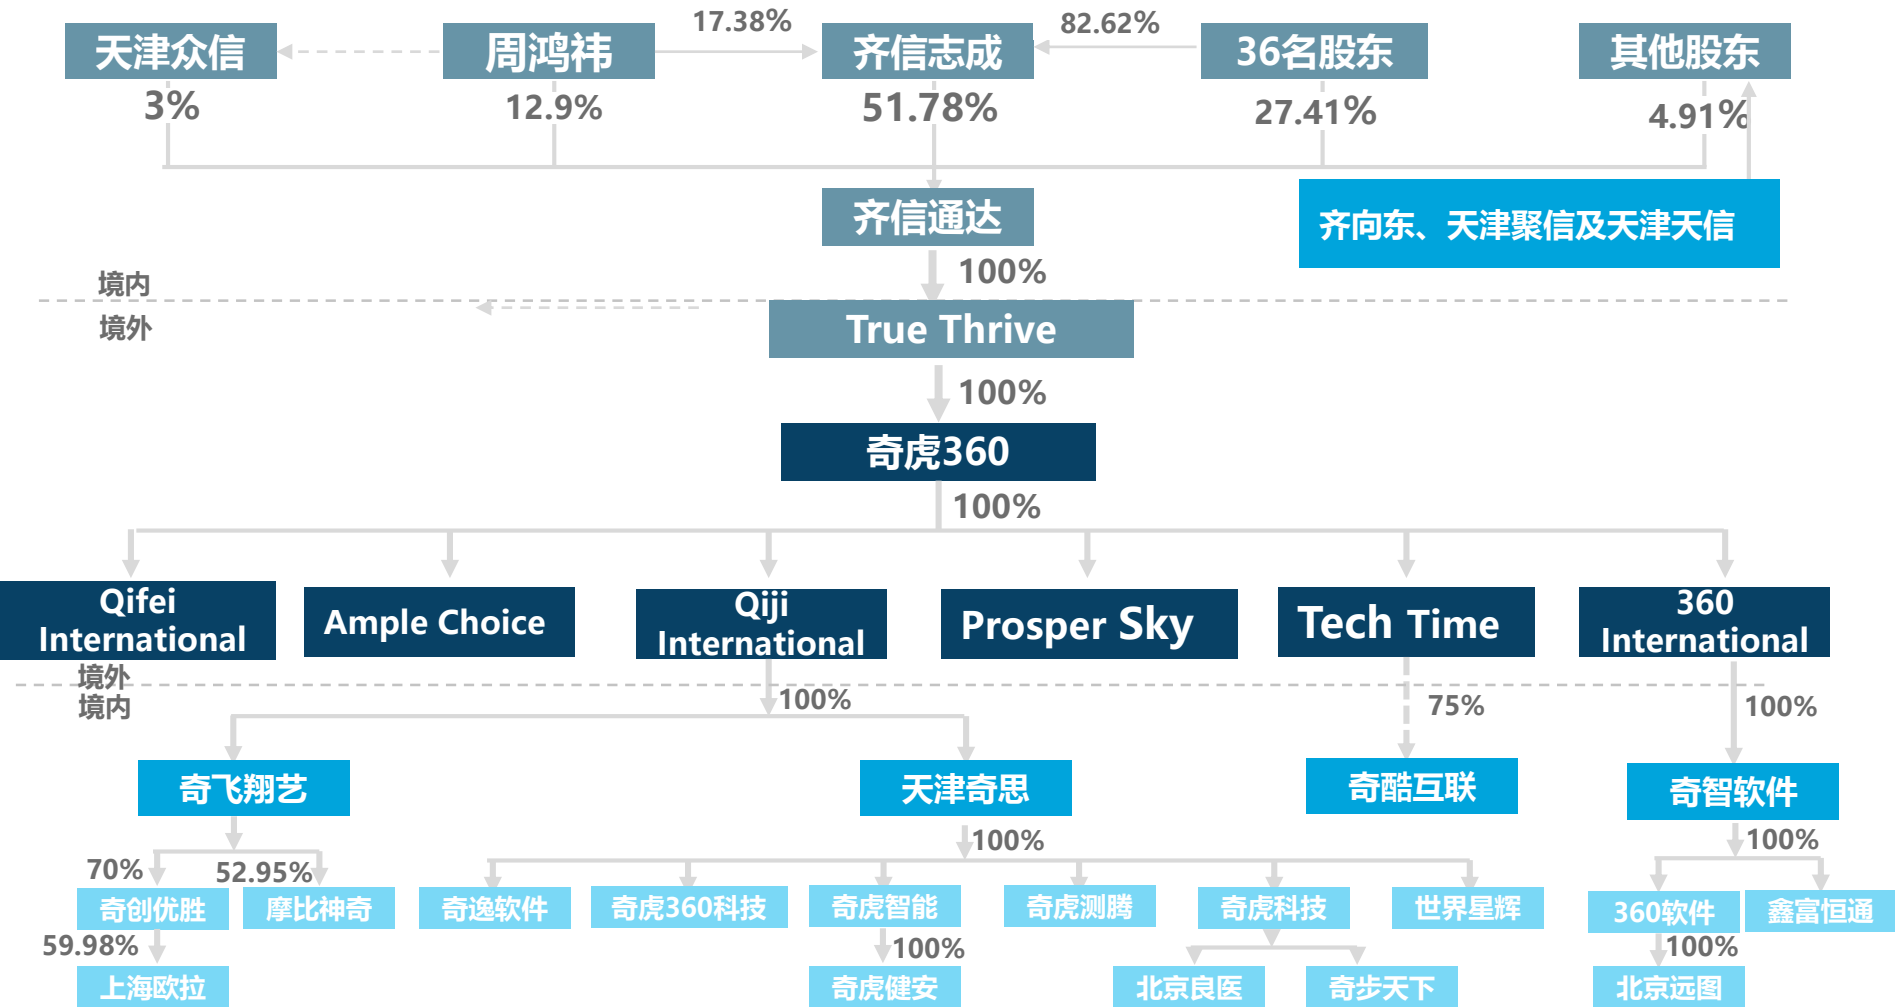 17.38%
82.62%
天津众信
周鸿祎
齐信志成
36名股东
其他股东
3%
12.9%
51.78%
27.41%
4.91%
齐信通达
齐向东、天津聚信及天津天信
100%
境内
境外
True Thrive
100%
奇虎360
100%
Qifei
International
Ample Choice
Qiji
International
Prosper Sky
Tech Time
360
International
境外
境内
100%
75%
100%
奇飞翔艺
天津奇思
奇酷互联
奇智软件
100%
100%
70%
52.95%
奇创优胜
摩比神奇
奇逸软件
奇虎360科技
奇虎智能
奇虎测腾
奇虎科技
世界星辉
360软件
鑫富恒通
59.98%
100%
100%
上海欧拉
奇虎健安
北京良医
奇步天下
北京远图